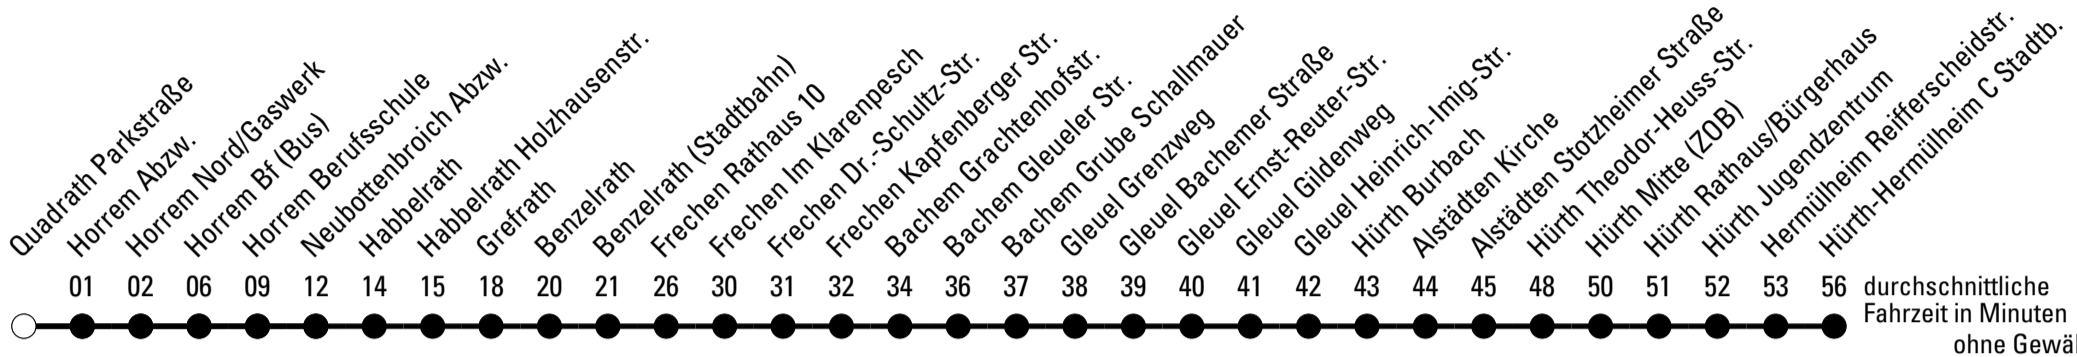 Quadrath Parkstraße
Horrem Abzw.
Horrem Nord/Gaswerk
Horrem Bf (Bus)
Horrem Berufsschule
Neubottenbroich Abzw.
Habbelrath
Habbelrath Holzhausenstr.
Grefrath
Benzelrath
Benzelrath (Stadtbahn)
Frechen Rathaus 10
Frechen Im Klarenpesch
Frechen Dr.-Schultz-Str.
Frechen Kapfenberger Str.
Bachem Grachtenhofstr.
Bachem Gleueler Str.
Bachem Grube Schallmauer
Gleuel Grenzweg
Gleuel Bachemer Straße
Gleuel Ernst-Reuter-Str.
Gleuel Gildenweg
Gleuel Heinrich-Imig-Str.
Hürth Burbach
Alstädten Kirche
Alstädten Stotzheimer Straße
Hürth Theodor-Heuss-Str.
Hürth Mitte (ZOB)
Hürth Rathaus/Bürgerhaus
Hürth Jugendzentrum
Hermülheim Reifferscheidstr.
Hürth-Hermülheim C Stadtb.
01 02 06 09 12 14 15 18 20 21 26 30 31 32 34 36 37 38 39 40 41 42 43 44 45 48 50 51 52 53 56
durchschnittliche
Fahrzeit in Minuten
ohne Gewäh